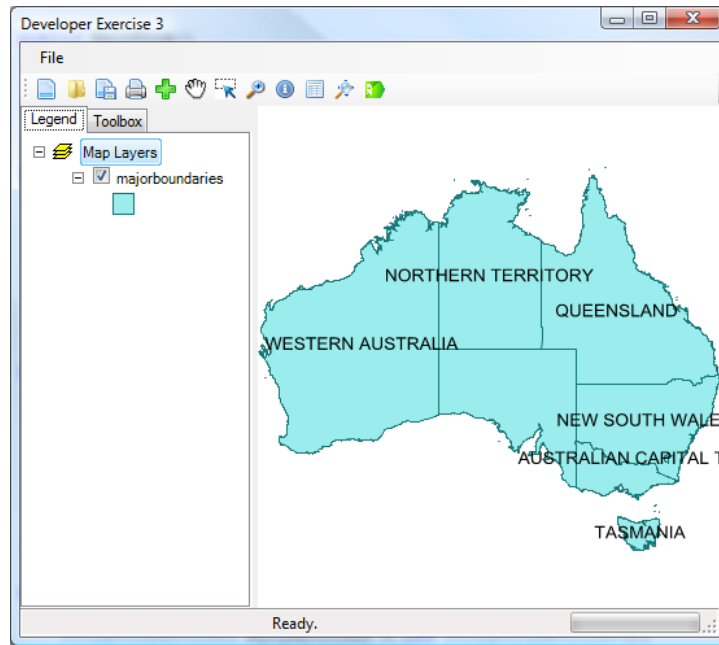 Developer Exercise 3
File
Legend Toolbox
Map Layers
majorboundaries
NORTHERN TERRITORY
QUEENSLAND
WESTERN AUSTRALIA
NEW SOUTH WALE
AUSTRALIAN CAPITAL T
TASMANIA
Ready.